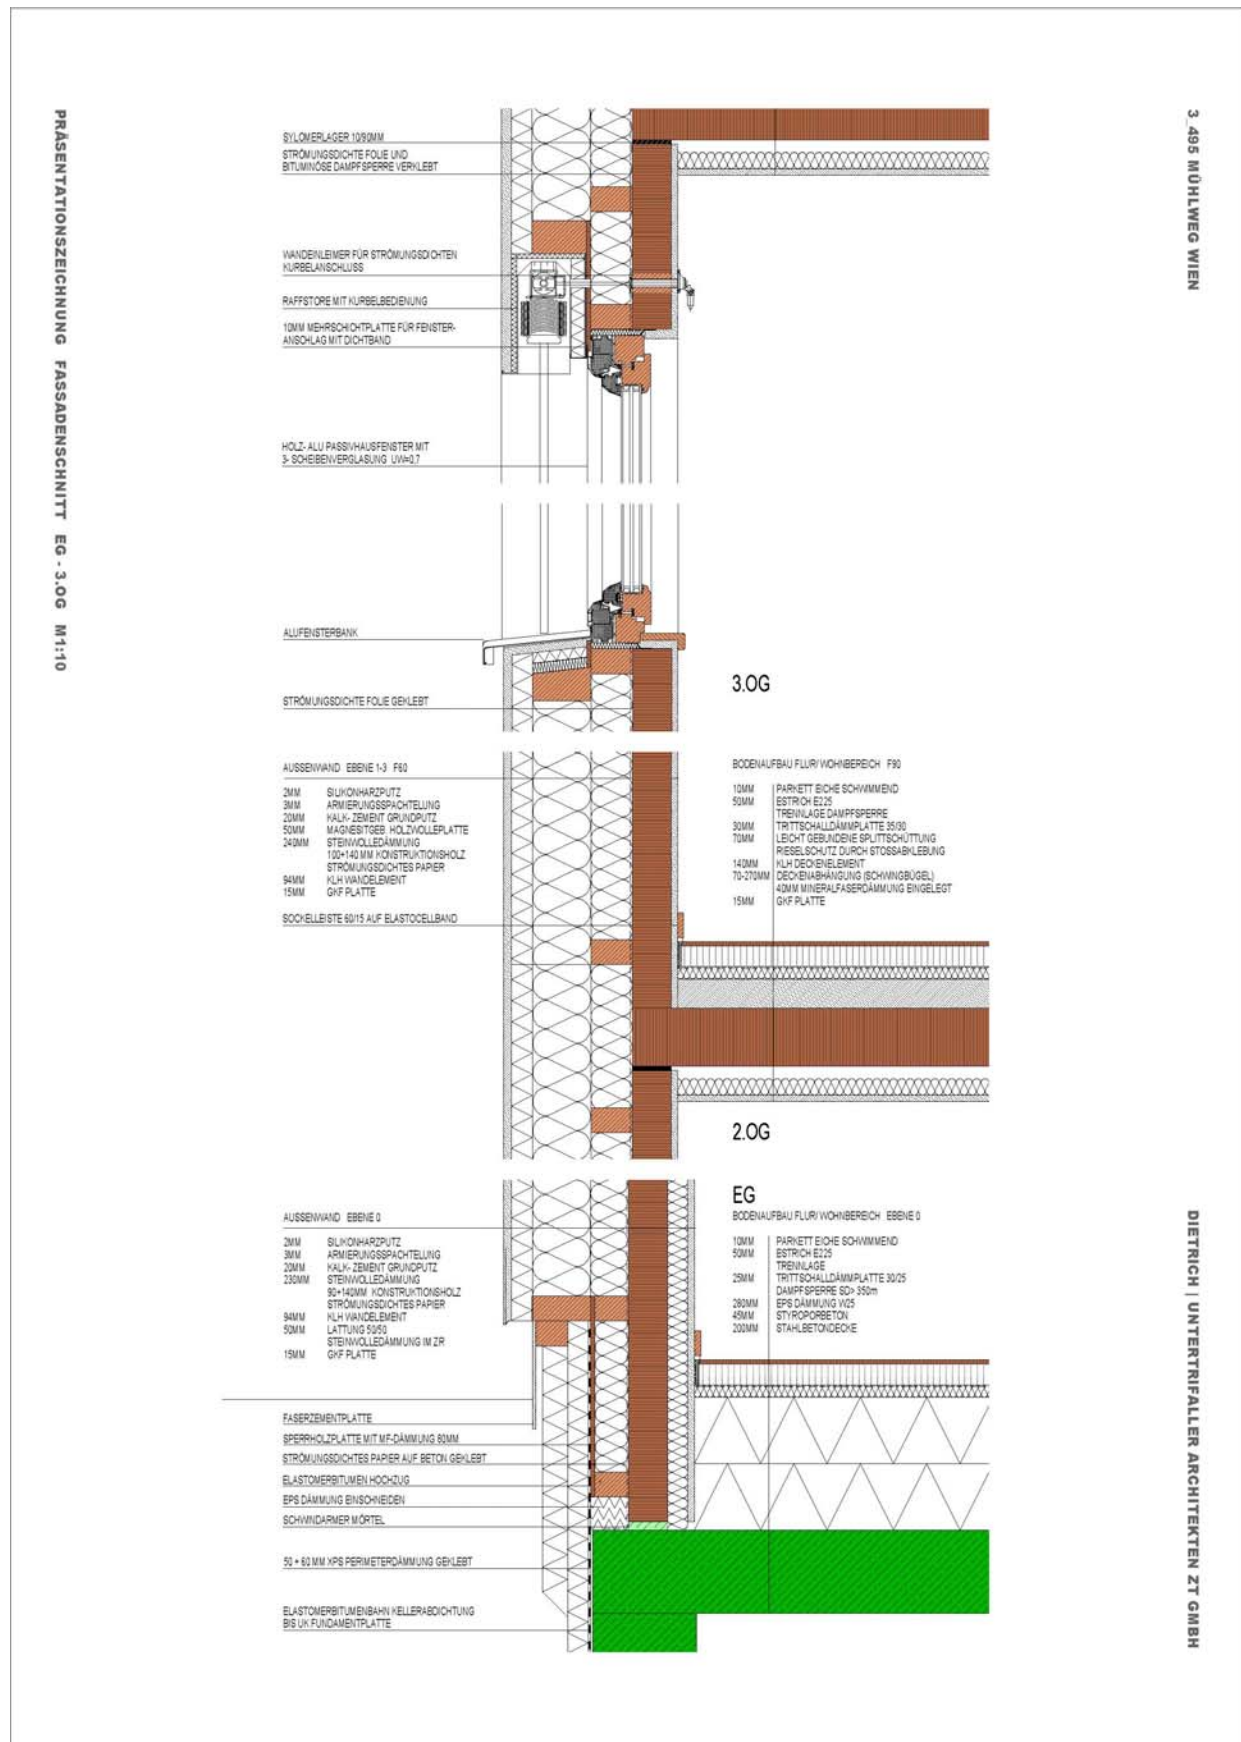 PRÄSENTATIONSZEICHNUNG FASSADENSCHNITT EG - 3.OG M1:10
3_495 MÜHLWEG WIEN
DIETRICH | UNTERTRIFALLER ARCHITEKTEN ZT GMBH
SYLOMERLAGER 10/90MM
STRÖMUNGSDICHTE FOLIE UND
BITUMINÖSE DAMPFSPERRE VERKLEBT
WANDEINLEIMER FÜR STRÖMUNGSDICHTEN
KURBELANSCHLUSS
RAFFSTORE MIT KURBELBEDIENUNG
10MM MEHRSCHICHTPLATTE FÜR FENSTER-
ANSCHLAG MIT DICHTBAND
HOLZ- ALU PASSIVHAUSFENSTER MIT
3- SCHEIBENVERGLASUNG UW=0,7
ALUFENSTERBANK
STRÖMUNGSDICHTE FOLIE GEKLEBT
3.OG
AUSSENWAND EBENE 1-3 F60
2MM SILIKONHARZPUTZ
3MM ARMIERUNGSSPACHTELUNG
20MM KALK- ZEMENT GRUNDPUTZ
50MM MAGNESITGEB. HOLZWOLLEPLATTE
240MM STEINWOLLEDÄMMUNG
100+140 MM KONSTRUKTIONSHOLZ
STRÖMUNGSDICHTES PAPIER
94MM KLH WANDELEMENT
15MM GKF PLATTE
SOCKELLEISTE 60/15 AUF ELASTOCELLBAND
BODENAUFBAU FLUR/ WOHNBEREICH F90
10MM PARKETT EICHE SCHWIMMEND
50MM ESTRICH E225
TRENNLAGE DAMPFSPERRE
30MM TRITTSCHALLDÄMMPLATTE 35/30
70MM LEICHT GEBUNDENE SPLITTSCHÜTTUNG
RIESELSCHUTZ DURCH STOSSABKLEBUNG
140MM KLH DECKENELEMENT
70-270MM DECKENABHÄNGUNG (SCHWINGBÜGEL)
40MM MINERALFASERDÄMMUNG EINGELEGT
15MM GKF PLATTE
2.OG
AUSSENWAND EBENE 0
2MM SILIKONHARZPUTZ
3MM ARMIERUNGSSPACHTELUNG
20MM KALK- ZEMENT GRUNDPUTZ
230MM STEINWOLLEDÄMMUNG
90+140MM KONSTRUKTIONSHOLZ
STRÖMUNGSDICHTES PAPIER
94MM KLH WANDELEMENT
50MM LATTUNG 50/50
STEINWOLLEDÄMMUNG IM ZR
15MM GKF PLATTE
EG
BODENAUFBAU FLUR/ WOHNBEREICH EBENE 0
10MM PARKETT EICHE SCHWIMMEND
50MM ESTRICH E225
TRENNLAGE
25MM TRITTSCHALLDÄMMPLATTE 30/25
DAMPFSPERRE SD> 350m
280MM EPS DÄMMUNG W25
45MM STYROPORBETON
200MM STAHLBETONDECKE
FASERZEMENTPLATTE
SPERRHOLZPLATTE MIT MF-DÄMMUNG 60MM
STRÖMUNGSDICHTES PAPIER AUF BETON GEKLEBT
ELASTOMERBITUMEN HOCHZUG
EPS DÄMMUNG EINSCHNEIDEN
SCHWINDARMER MÖRTEL
50 + 60 MM XPS PERIMETERDÄMMUNG GEKLEBT
ELASTOMERBITUMENBAHN KELLERABDICHTUNG
BIS UK FUNDAMENTPLATTE